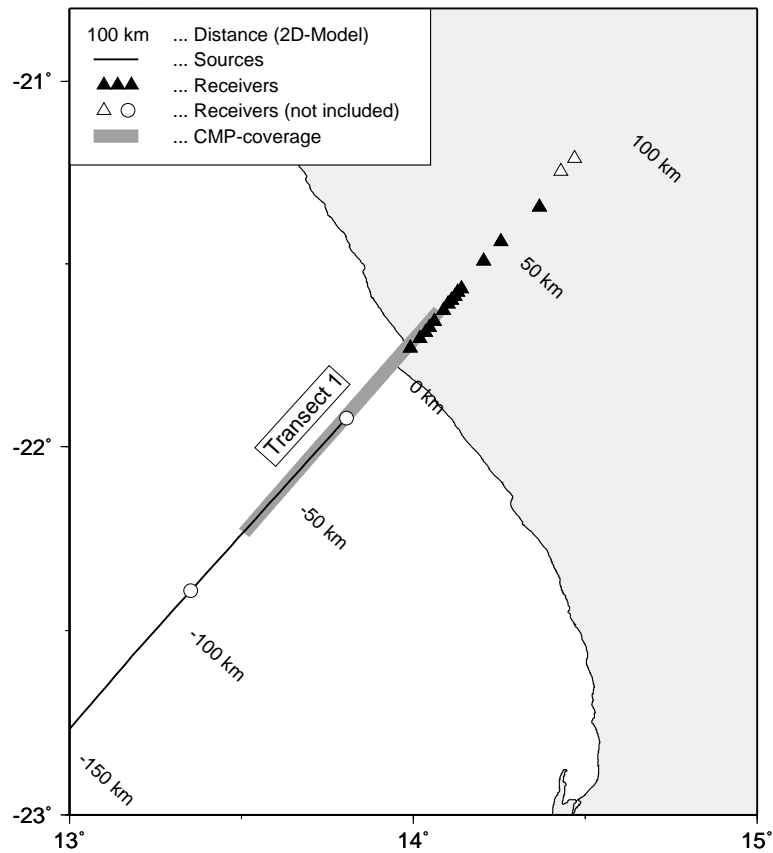 100 km ... Distance (2D-Model)
... Sources
... Receivers
... Receivers (not included)
... CMP-coverage
-21˚
100 km
50 km
0 km
Transect 1
-22˚
-50 km
-100 km
-150 km
-23˚
13˚
14˚
15˚